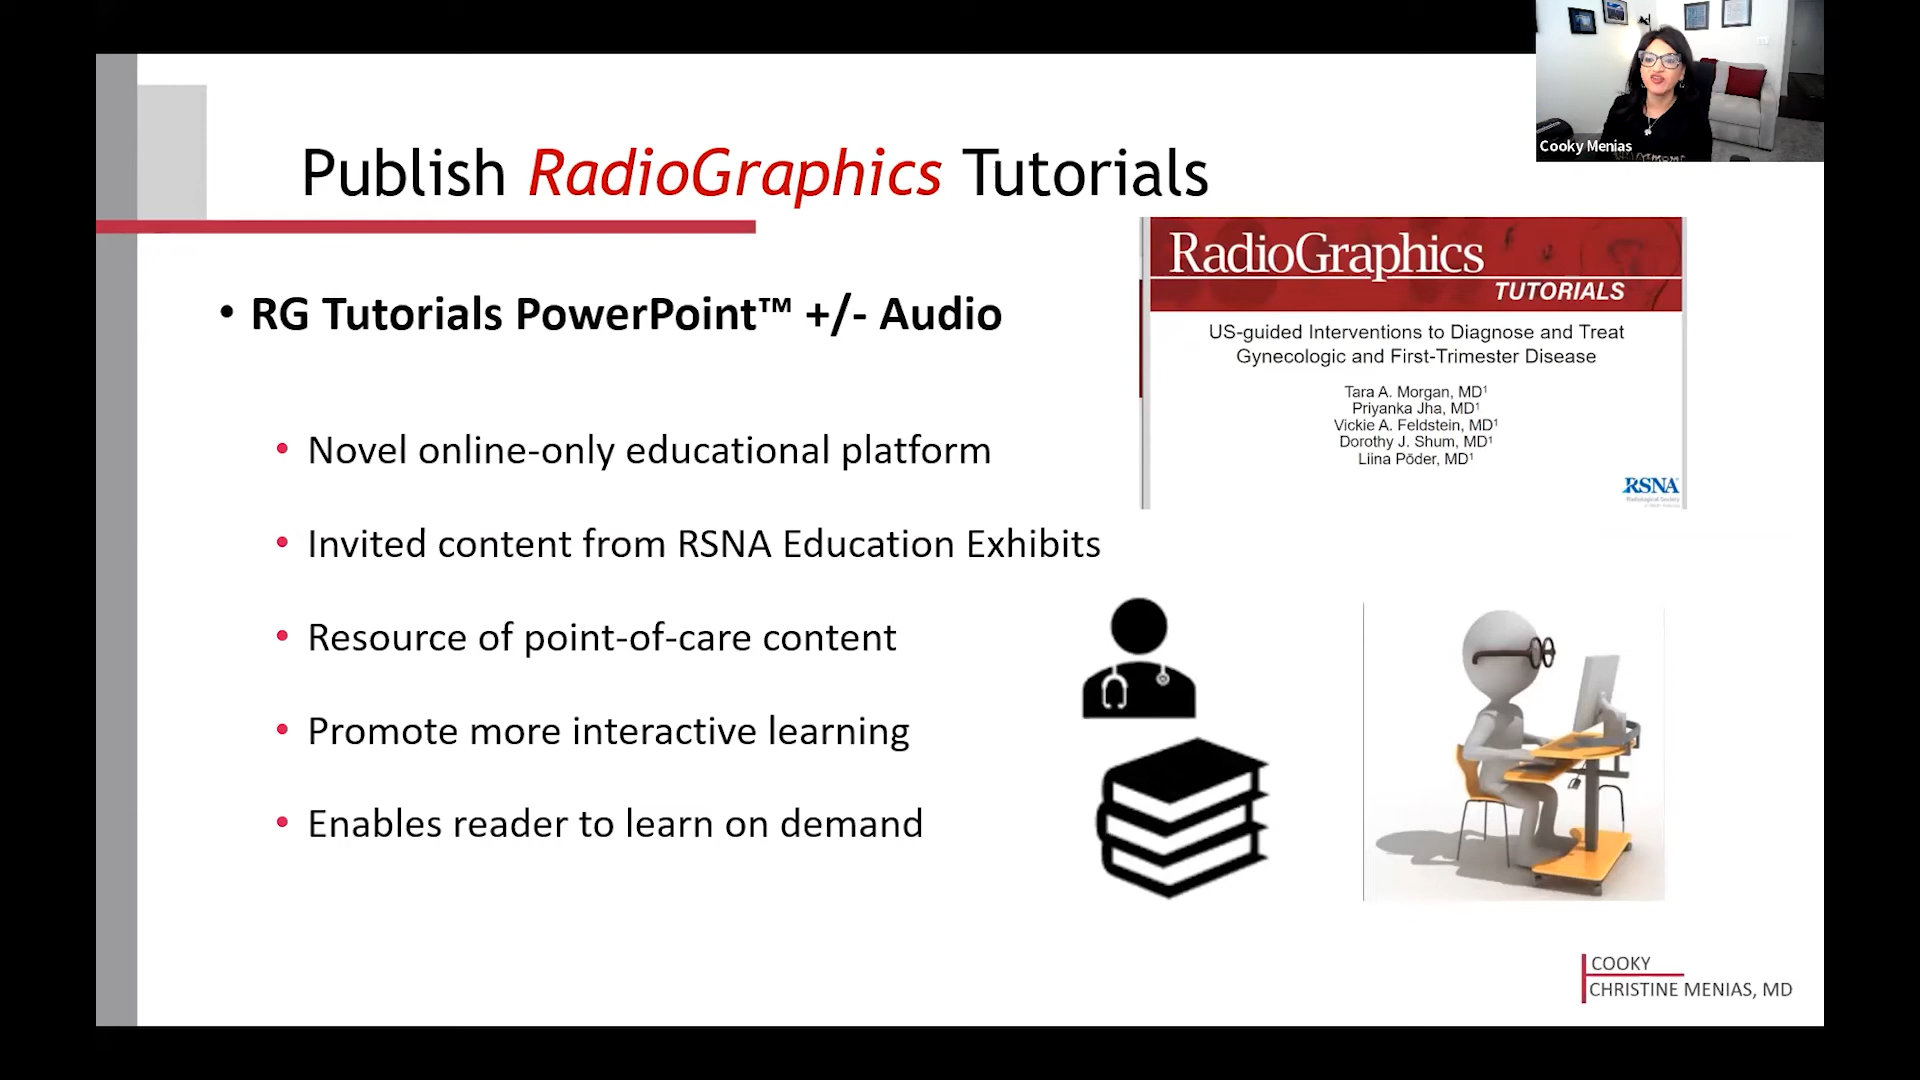 Cooky Menias
Publish RadioGraphics Tutorials
• RG Tutorials PowerPoint™ +/- Audio
• Novel online-only educational platform
• Invited content from RSNA Education Exhibits
• Resource of point-of-care content
• Promote more interactive learning
• Enables reader to learn on demand
RadioGraphics
TUTORIALS
US-guided Interventions to Diagnose and Treat
Gynecologic and First-Trimester Disease
Tara A. Morgan, MD¹
Priyanka Jha, MD¹
Vickie A. Feldstein, MD¹
Dorothy J. Shum, MD¹
Liina Põder, MD¹
RSNA
Radiological Society
COOKY
CHRISTINE MENIAS, MD